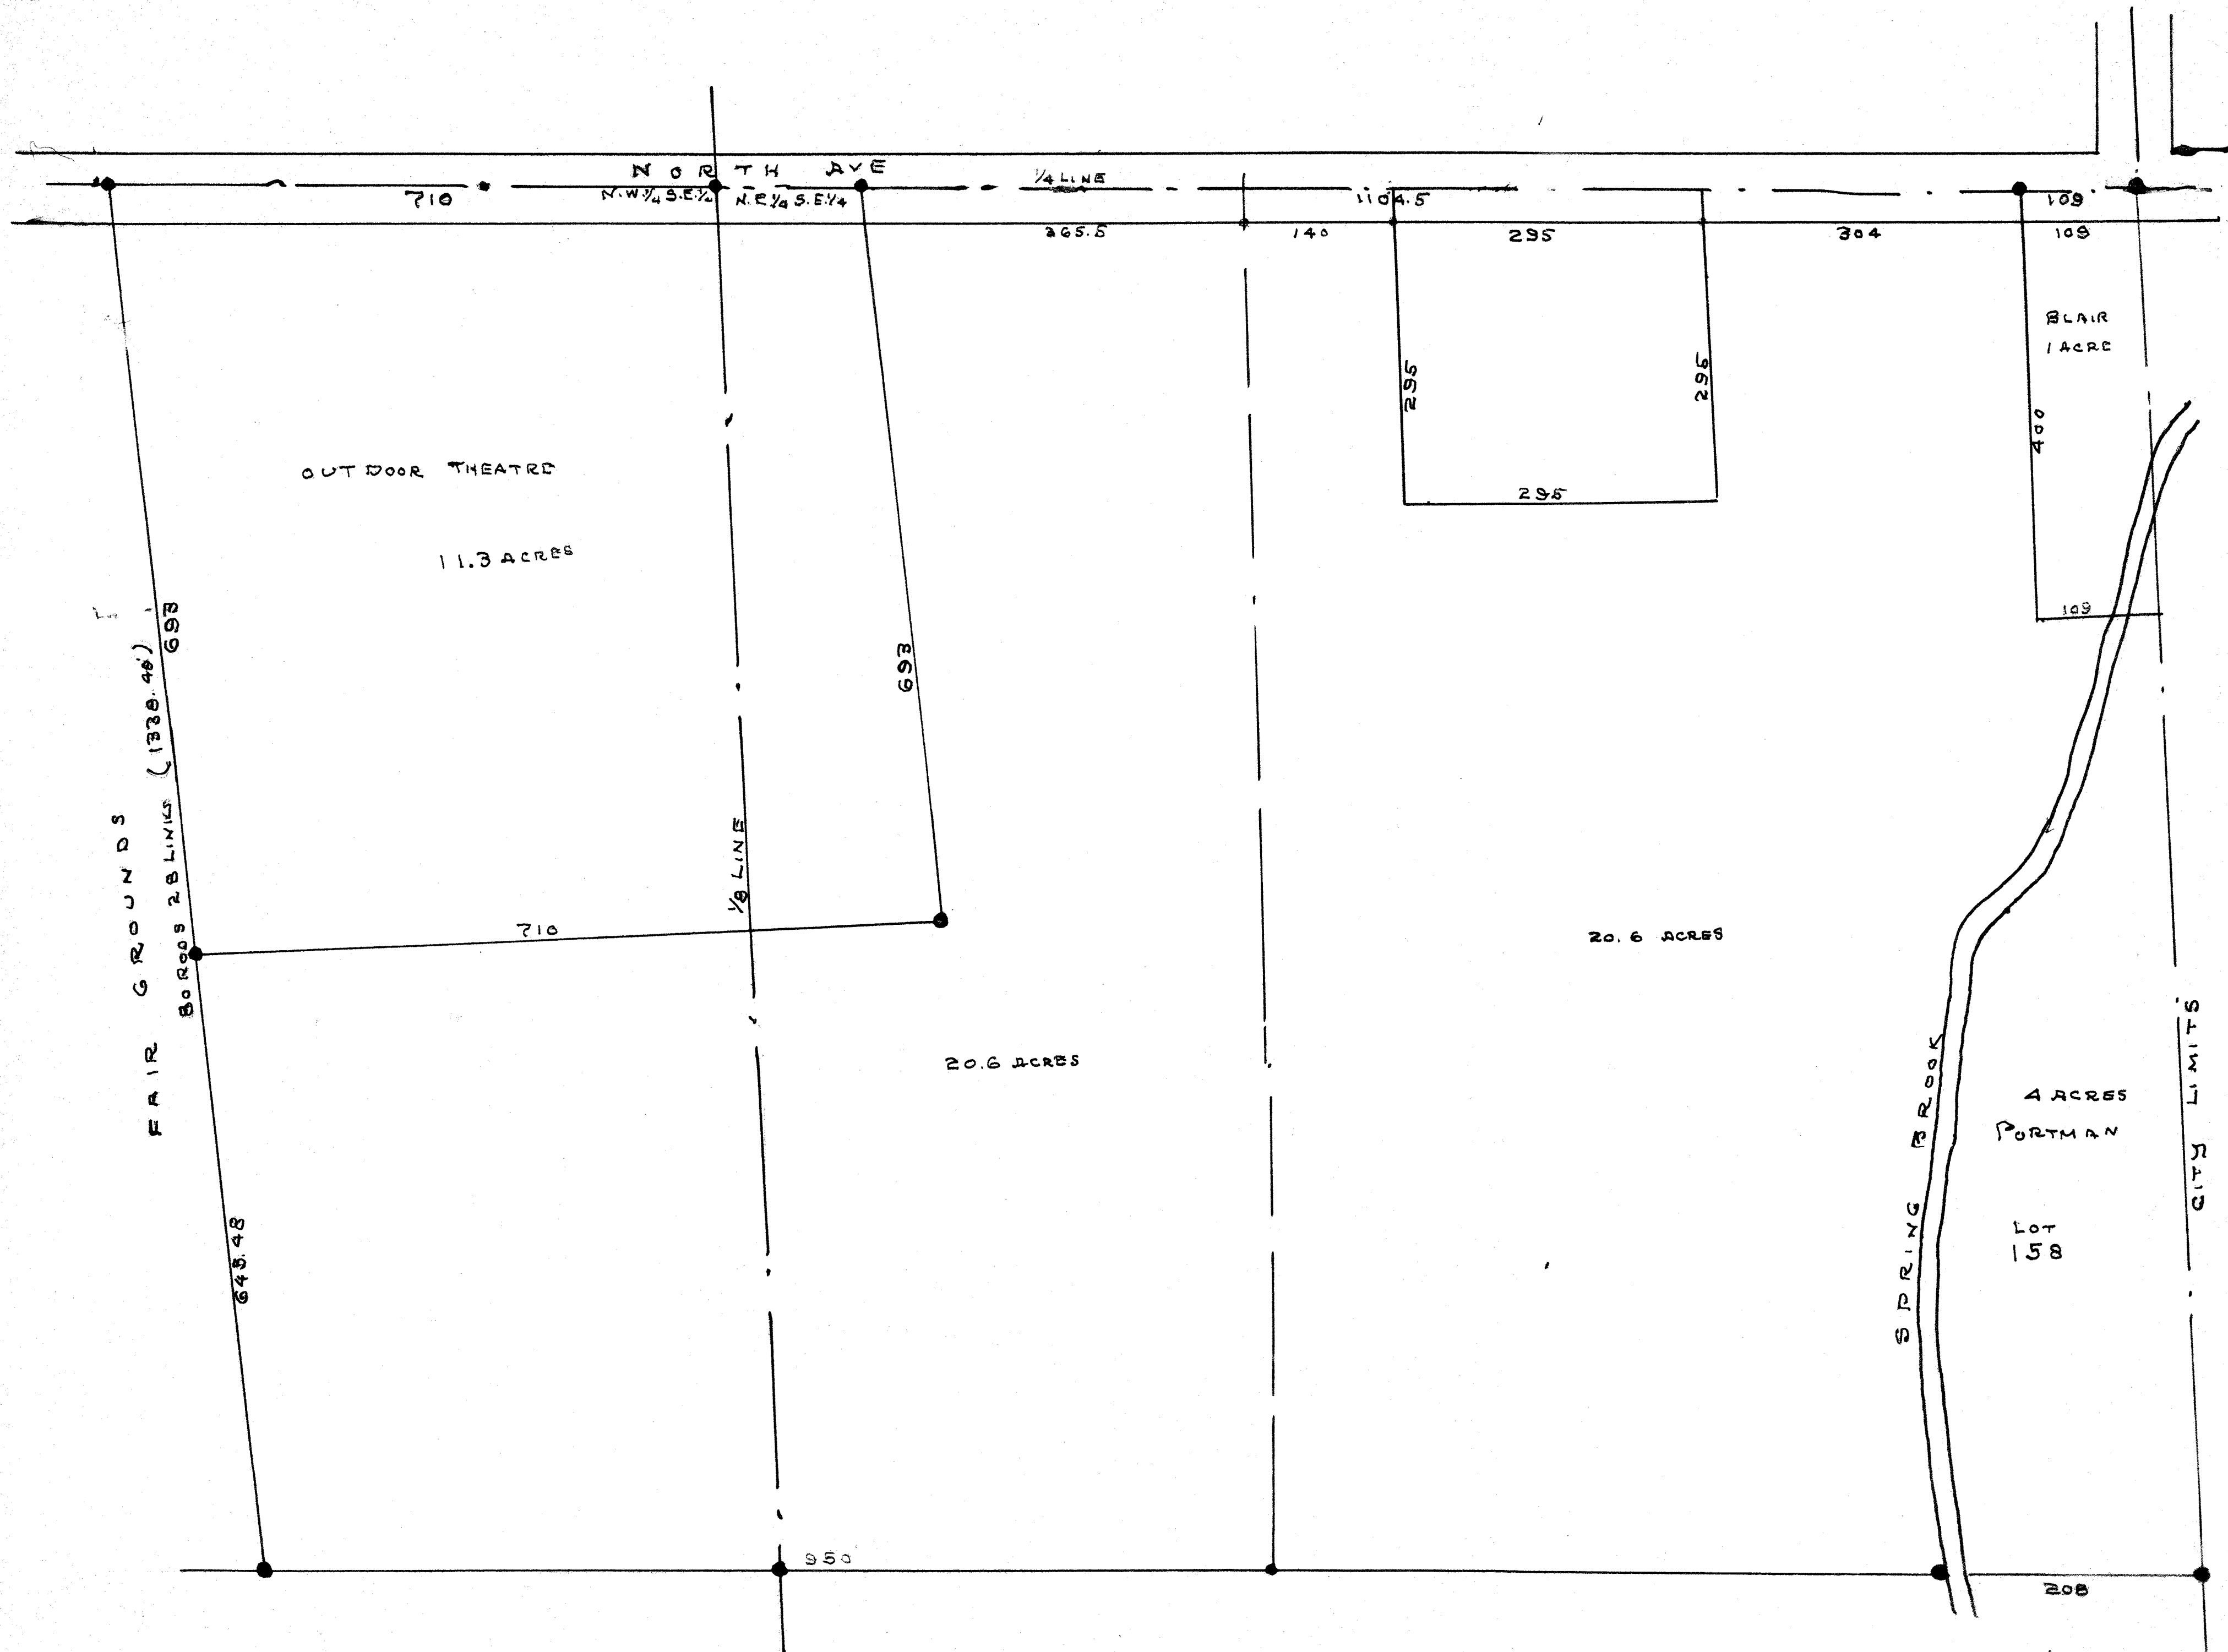 NORTH AVE
1/4 LINE
710
N.W.1/4 S.E.1/4
N.E.1/4 S.E.1/4
1104.5
109
365.5
140
295
304
109
BLAIR
1 ACRE
295
295
400
OUTDOOR THEATRE
295
11.3 ACRES
109
693
693
FAIR GROUNDS
80 RODS 28 LINKS (1338.48')
1/8 LINE
710
20.6 ACRES
20.6 ACRES
SPRING BROOK
4 ACRES
PORTMAN
CITY LIMITS
LOT
158
645.48
950
208